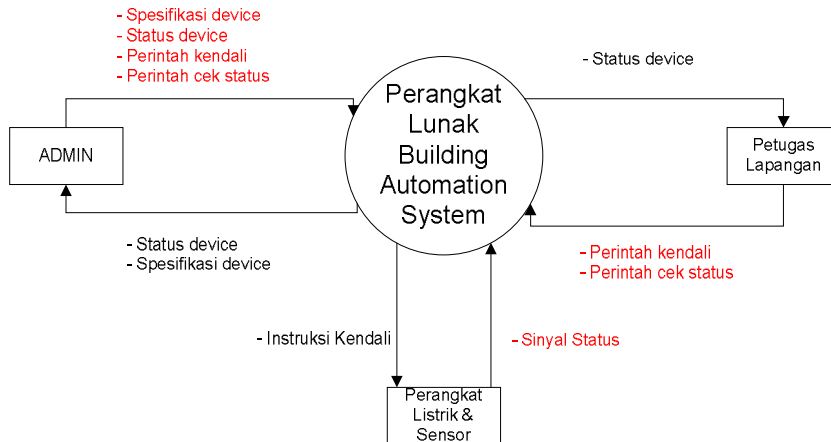 - Spesifikasi device
- Status device
- Perintah kendali
- Perintah cek status
- Status device
Perangkat
Lunak
Building
Automation
System
ADMIN
Petugas
Lapangan
- Status device
- Spesifikasi device
- Perintah kendali
- Perintah cek status
- Instruksi Kendali
- Sinyal Status
Perangkat
Listrik &
Sensor